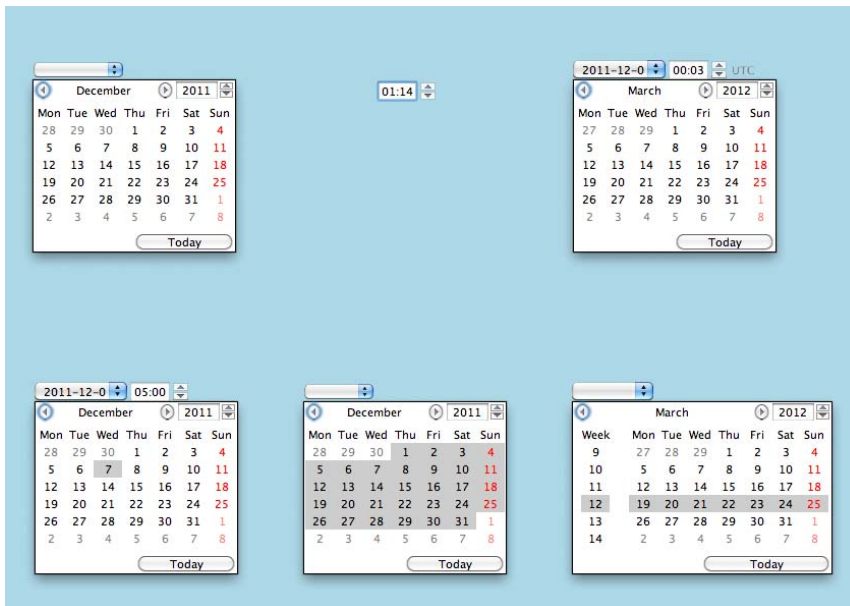 December 2011
Mon Tue Wed Thu Fri Sat Sun
28 29 30 1 2 3 4
5 6 7 8 9 10 11
12 13 14 15 16 17 18
19 20 21 22 23 24 25
26 27 28 29 30 31 1
2 3 4 5 6 7 8
Today
01:14
2011-12-0 00:03 UTC
March 2012
Mon Tue Wed Thu Fri Sat Sun
27 28 29 1 2 3 4
5 6 7 8 9 10 11
12 13 14 15 16 17 18
19 20 21 22 23 24 25
26 27 28 29 30 31 1
2 3 4 5 6 7 8
Today
2011-12-0 05:00
December 2011
Mon Tue Wed Thu Fri Sat Sun
28 29 30 1 2 3 4
5 6 7 8 9 10 11
12 13 14 15 16 17 18
19 20 21 22 23 24 25
26 27 28 29 30 31 1
2 3 4 5 6 7 8
Today
December 2011
Mon Tue Wed Thu Fri Sat Sun
28 29 30 1 2 3 4
5 6 7 8 9 10 11
12 13 14 15 16 17 18
19 20 21 22 23 24 25
26 27 28 29 30 31 1
2 3 4 5 6 7 8
Today
March 2012
Week Mon Tue Wed Thu Fri Sat Sun
9 27 28 29 1 2 3 4
10 5 6 7 8 9 10 11
11 12 13 14 15 16 17 18
12 19 20 21 22 23 24 25
13 26 27 28 29 30 31 1
14 2 3 4 5 6 7 8
Today